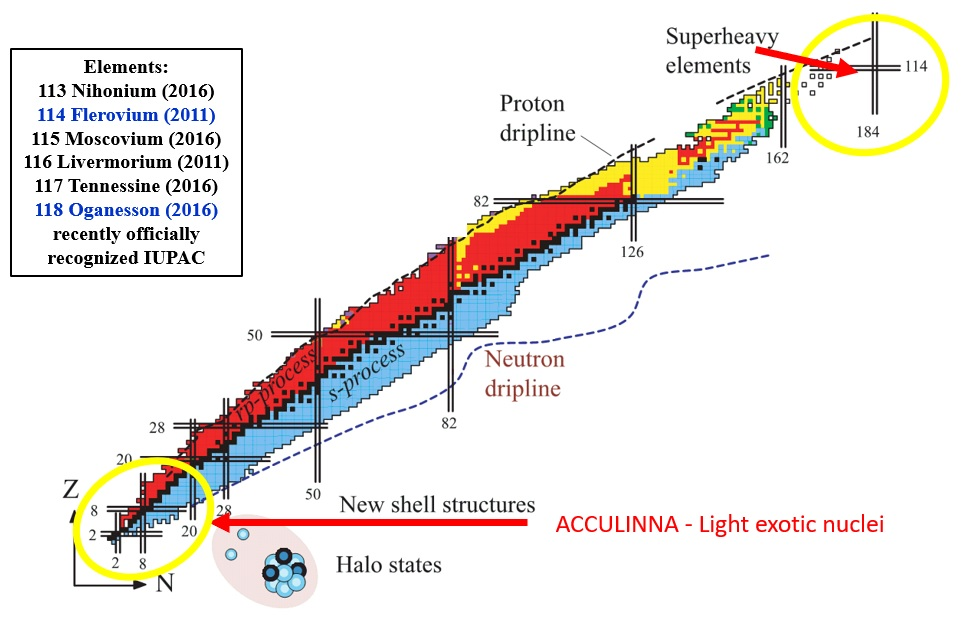 Elements:
113 Nihonium (2016)
114 Flerovium (2011)
115 Moscovium (2016)
116 Livermorium (2011)
117 Tennessine (2016)
118 Oganesson (2016)
recently officially
recognized IUPAC
Superheavy
elements
114
184
162
Proton
dripline
82
126
50
rp-process
s-process
Neutron
dripline
82
28
20
50
Z
8
2
28
20
2
8
N
New shell structures
ACCULINNA - Light exotic nuclei
Halo states